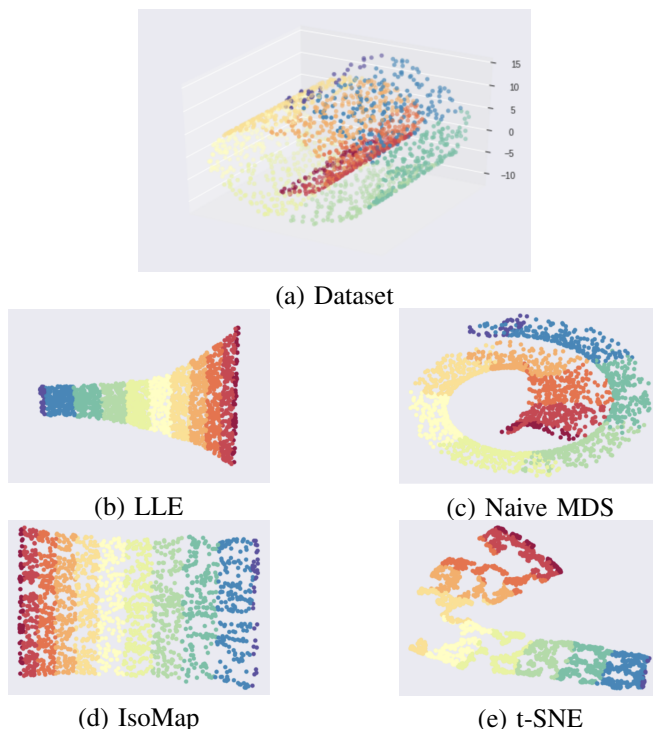 15
10
5
0
−5
−10
(a) Dataset
(b) LLE
(c) Naive MDS
(d) IsoMap
(e) t-SNE